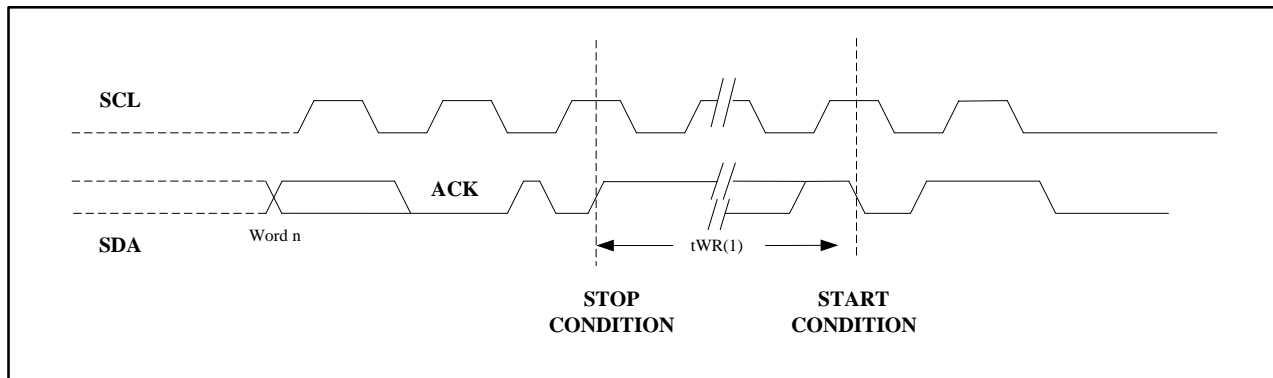 SCL
ACK
SDA
Word n
tWR(1)
STOP
CONDITION
START
CONDITION